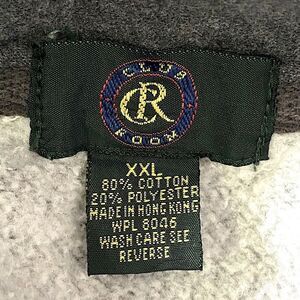 CLUB
CR
ROOM
XXL
80% COTTON
20% POLYESTER
MADE IN HONG KONG
WPL 8046
WASH CARE SEE
REVERSE